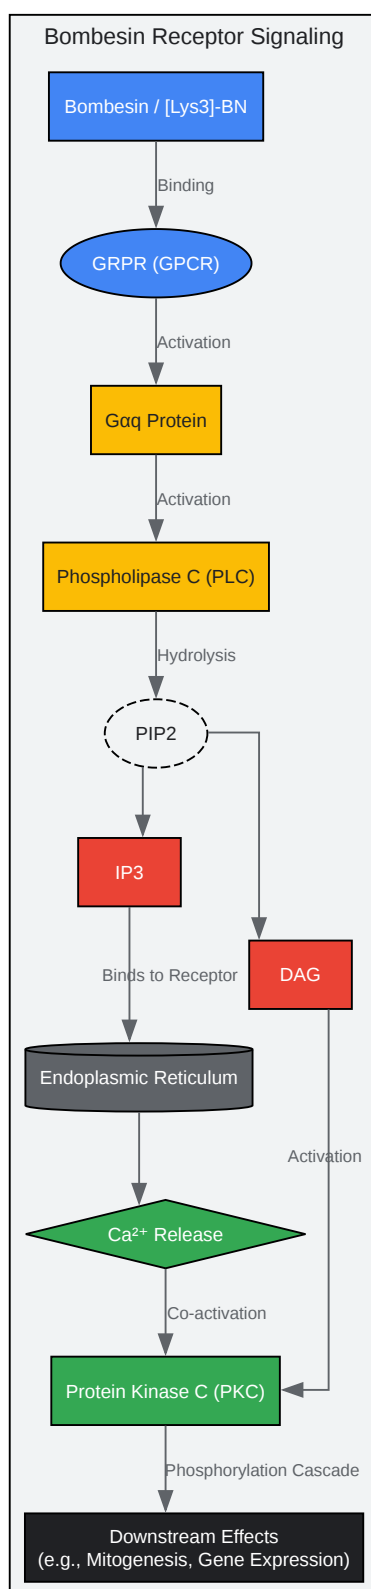 Bombesin Receptor Signaling
Bombesin / [Lys3]-BN
Binding
GRPR (GPCR)
Activation
Gαq Protein
Activation
Phospholipase C (PLC)
Hydrolysis
PIP2
IP3
DAG
Binds to Receptor
Endoplasmic Reticulum
Activation
Ca²⁺ Release
Co-activation
Protein Kinase C (PKC)
Phosphorylation Cascade
Downstream Effects
(e.g., Mitogenesis, Gene Expression)